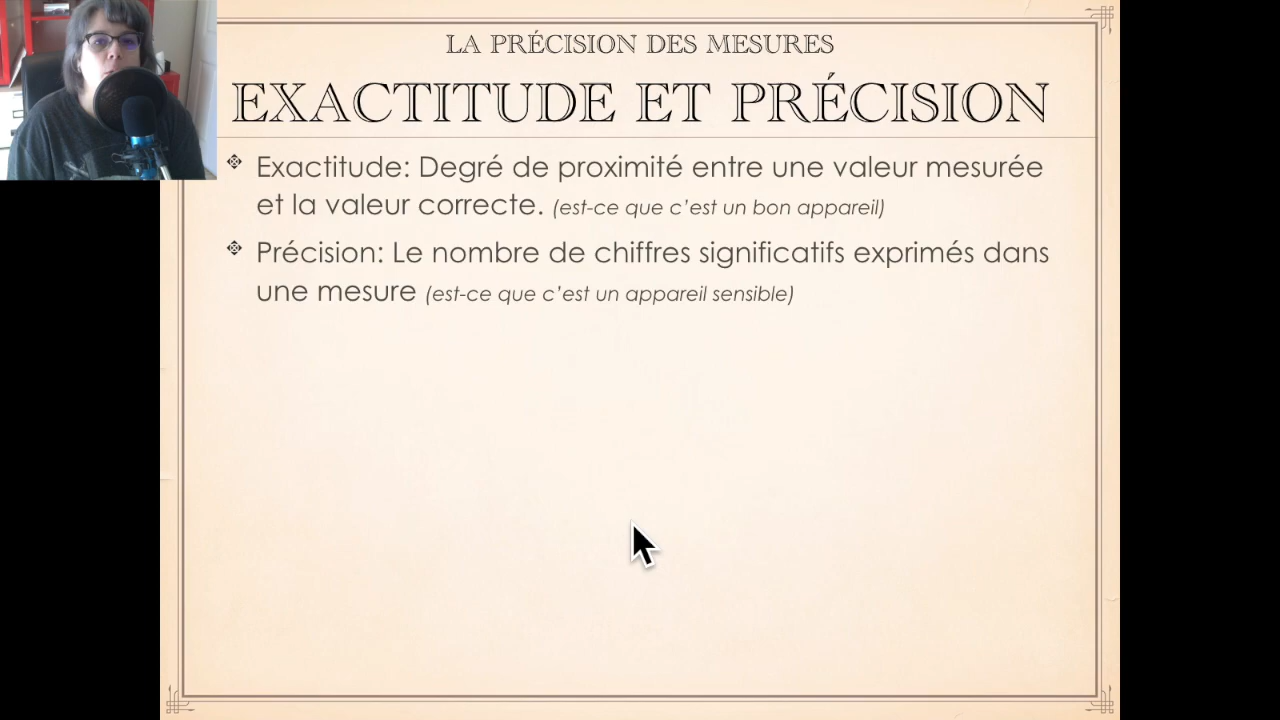 LA PRÉCISION DES MESURES
EXACTITUDE ET PRÉCISION
Exactitude: Degré de proximité entre une valeur mesurée
et la valeur correcte. (est-ce que c’est un bon appareil)
Précision: Le nombre de chiffres significatifs exprimés dans
une mesure (est-ce que c’est un appareil sensible)